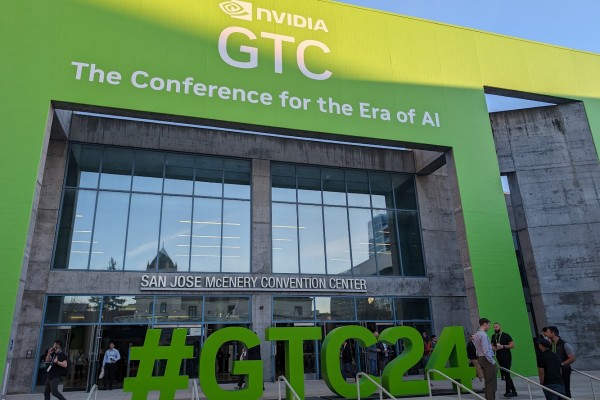 NVIDIA
GTC
The Conference for the Era of AI
SAN JOSE McENERY CONVENTION CENTER
#GTC24